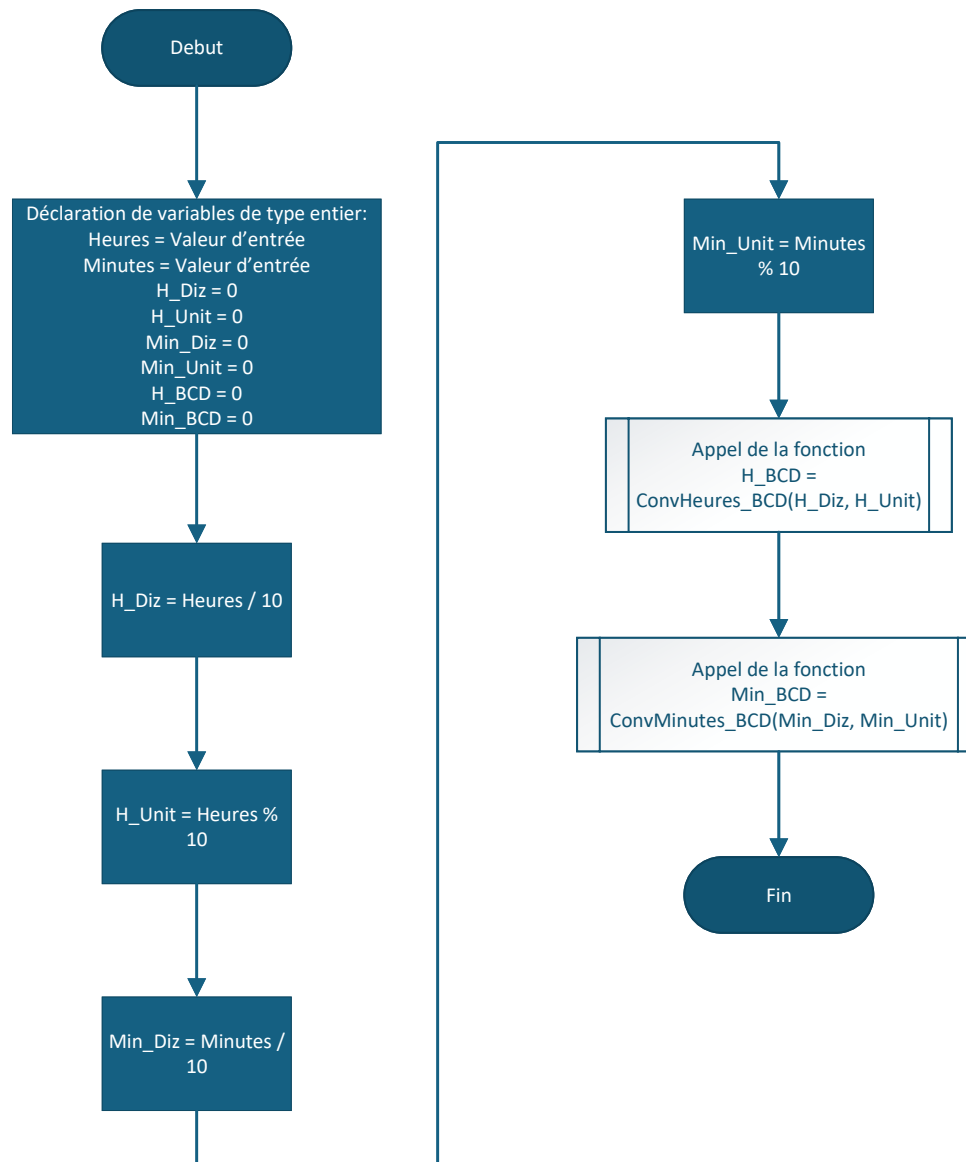 Debut
Déclaration de variables de type entier:
Heures = Valeur d’entrée
Minutes = Valeur d’entrée
H_Diz = 0
H_Unit = 0
Min_Diz = 0
Min_Unit = 0
H_BCD = 0
Min_BCD = 0
H_Diz = Heures / 10
H_Unit = Heures %
10
Min_Diz = Minutes /
10
Min_Unit = Minutes
% 10
Appel de la fonction
H_BCD =
ConvHeures_BCD(H_Diz, H_Unit)
Appel de la fonction
Min_BCD =
ConvMinutes_BCD(Min_Diz, Min_Unit)
Fin